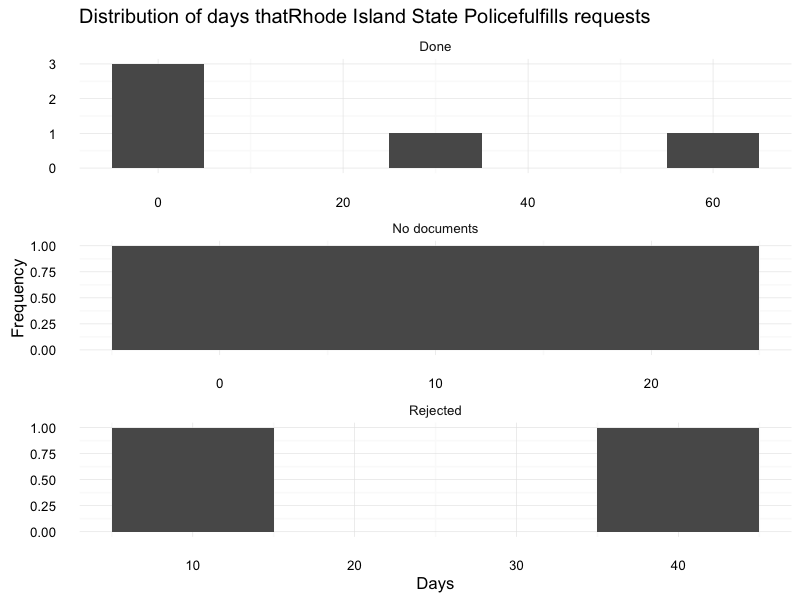 Distribution of days thatRhode Island State Policefulfills requests
Done
3
2
1
0
0 20 40 60
No documents
1.00
0.75
0.50
0.25
0.00
0 10 20
Rejected
1.00
0.75
0.50
0.25
0.00
10 20 30 40
Days
Frequency